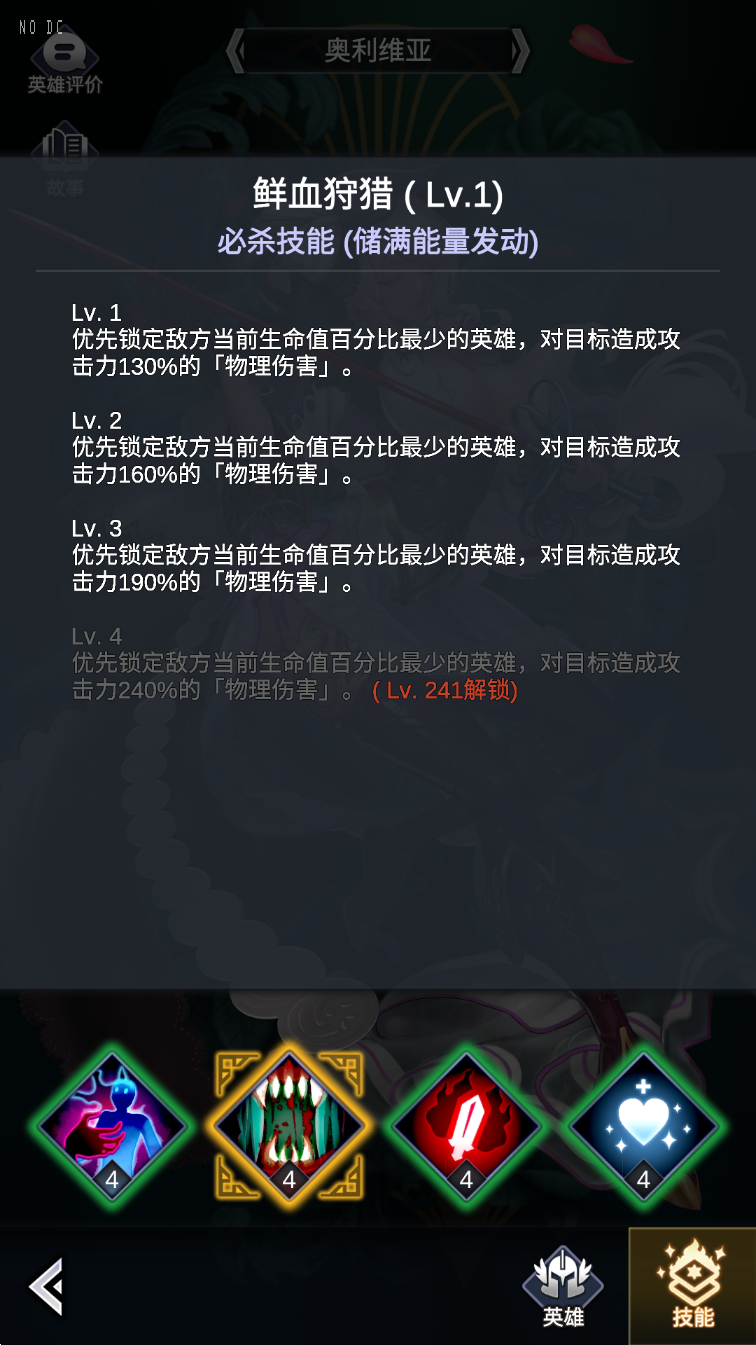 NO DC
奥利维亚
英雄评价
故事
鲜血狩猎 ( Lv.1)
必杀技能 (储满能量发动)
Lv. 1
优先锁定敌方当前生命值百分比最少的英雄，对目标造成攻
击力130%的「物理伤害」。
Lv. 2
优先锁定敌方当前生命值百分比最少的英雄，对目标造成攻
击力160%的「物理伤害」。
Lv. 3
优先锁定敌方当前生命值百分比最少的英雄，对目标造成攻
击力190%的「物理伤害」。
Lv. 4
优先锁定敌方当前生命值百分比最少的英雄，对目标造成攻
击力240%的「物理伤害」。 ( Lv. 241解锁)
4 4 4 4
英雄 技能